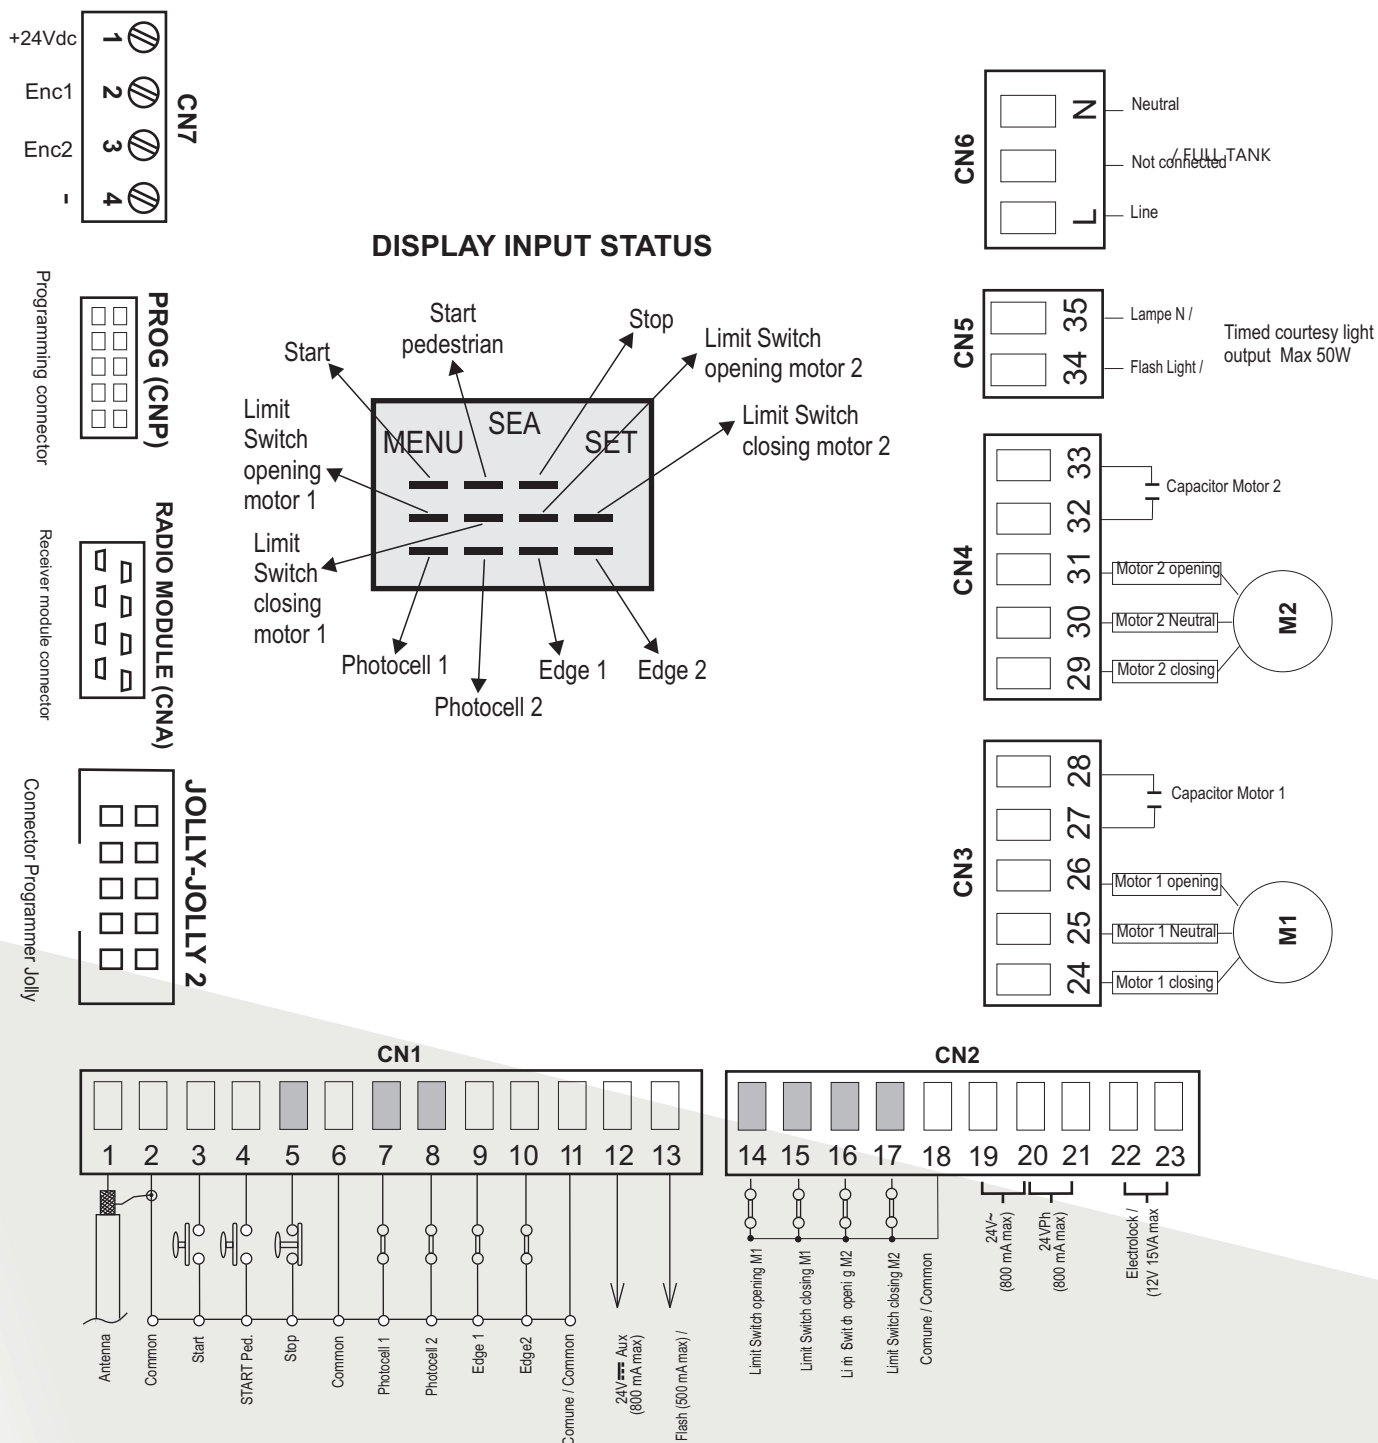 +24Vdc
1
Enc1
2
Enc2
3
-
4
CN7
Programming connector
PROG (CNP)
Receiver module connector
RADIO MODULE (CNA)
Connector Programmer Jolly
JOLLY-JOLLY 2
DISPLAY INPUT STATUS
Start
Start
pedestrian
Stop
Limit Switch
opening motor 2
Limit Switch
closing motor 2
Limit
Switch
opening
motor 1
Limit
Switch
closing
motor 1
MENU
SEA
SET
Photocell 1
Photocell 2
Edge 1
Edge 2
CN6
N
Neutral
Not connected
/ FULL TANK
L
Line
CN5
35
Lampe N /
34
Flash Light /
Timed courtesy light
output Max 50W
CN4
33
32
Capacitor Motor 2
31
Motor 2 opening
30
Motor 2 Neutral
29
Motor 2 closing
M2
CN3
28
27
Capacitor Motor 1
26
Motor 1 opening
25
Motor 1 Neutral
24
Motor 1 closing
M1
CN1
1 2 3 4 5 6 7 8 9 10 11 12 13
Antenna
Common
Start
START Ped.
Stop
Common
Photocell 1
Photocell 2
Edge 1
Edge2
Comune / Common
24V⎓ Aux
(800 mA max)
Flash (500 mA max) /
CN2
14 15 16 17 18 19 20 21 22 23
Limit Switch opening M1
Limit Switch closing M1
Limit Switch openi g M2
Limit Switch closing M2
Comune / Common
24V~
(800 mA max)
24VPh
(800 mA max)
Electrolock /
(12V 15VA max